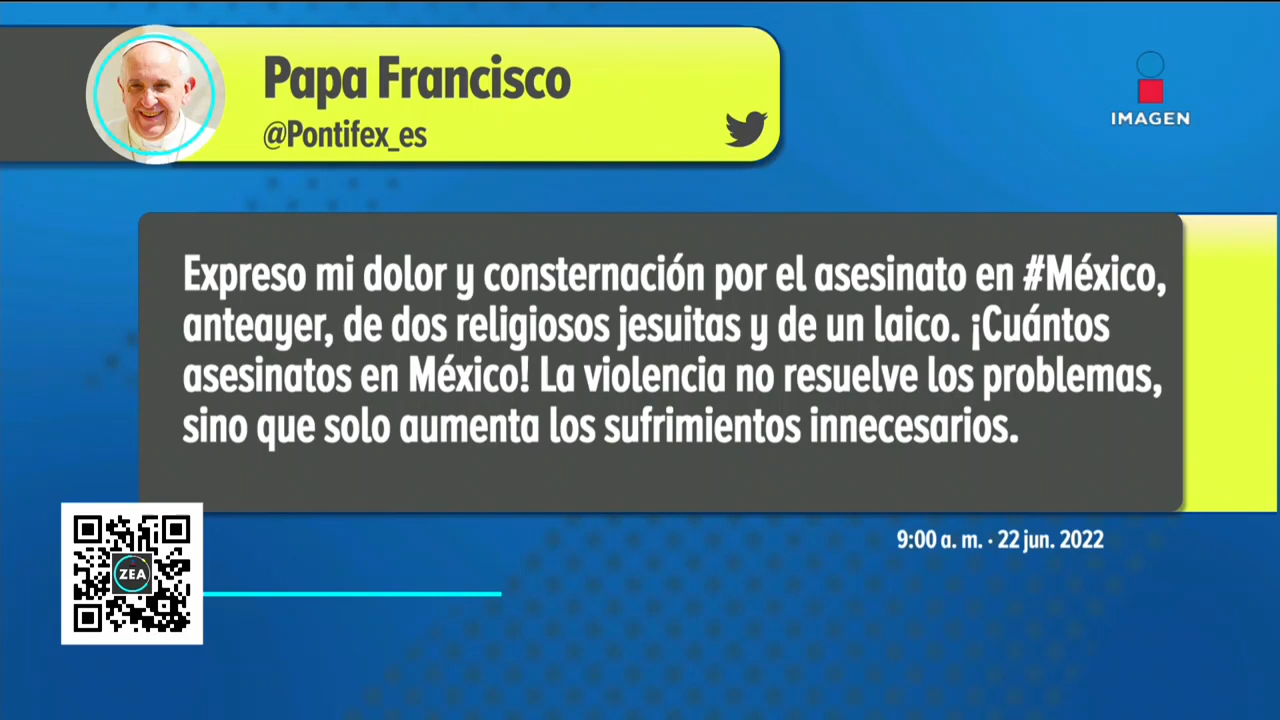 Papa Francisco
@Pontifex_es
IMAGEN
Expreso mi dolor y consternación por el asesinato en #México,
anteayer, de dos religiosos jesuitas y de un laico. ¡Cuántos
asesinatos en México! La violencia no resuelve los problemas,
sino que solo aumenta los sufrimientos innecesarios.
9:00 a. m. · 22 jun. 2022
ZEA